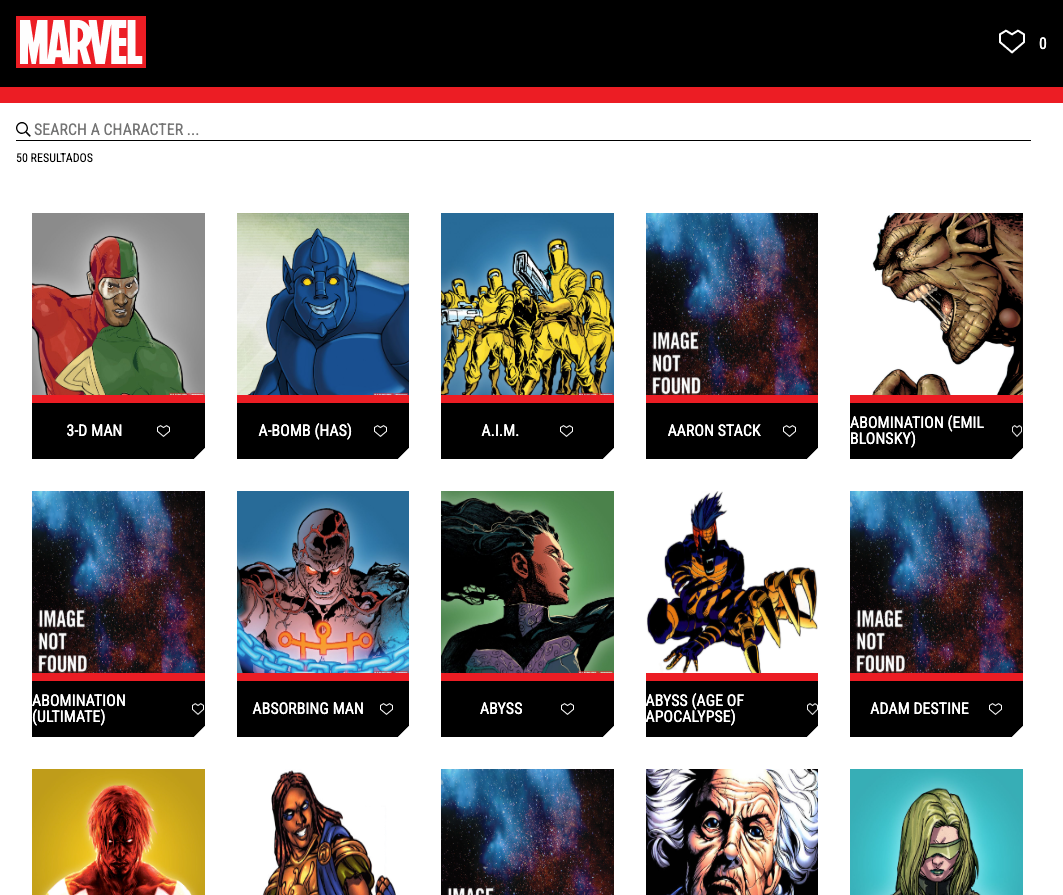 MARVEL
0
SEARCH A CHARACTER ...
50 RESULTADOS
IMAGE
NOT
FOUND
3-D MAN
A-BOMB (HAS)
A.I.M.
AARON STACK
ABOMINATION (EMIL
BLONSKY)
IMAGE
NOT
FOUND
IMAGE
NOT
FOUND
ABOMINATION
(ULTIMATE)
ABSORBING MAN
ABYSS
ABYSS (AGE OF
APOCALYPSE)
ADAM DESTINE
IMAGE